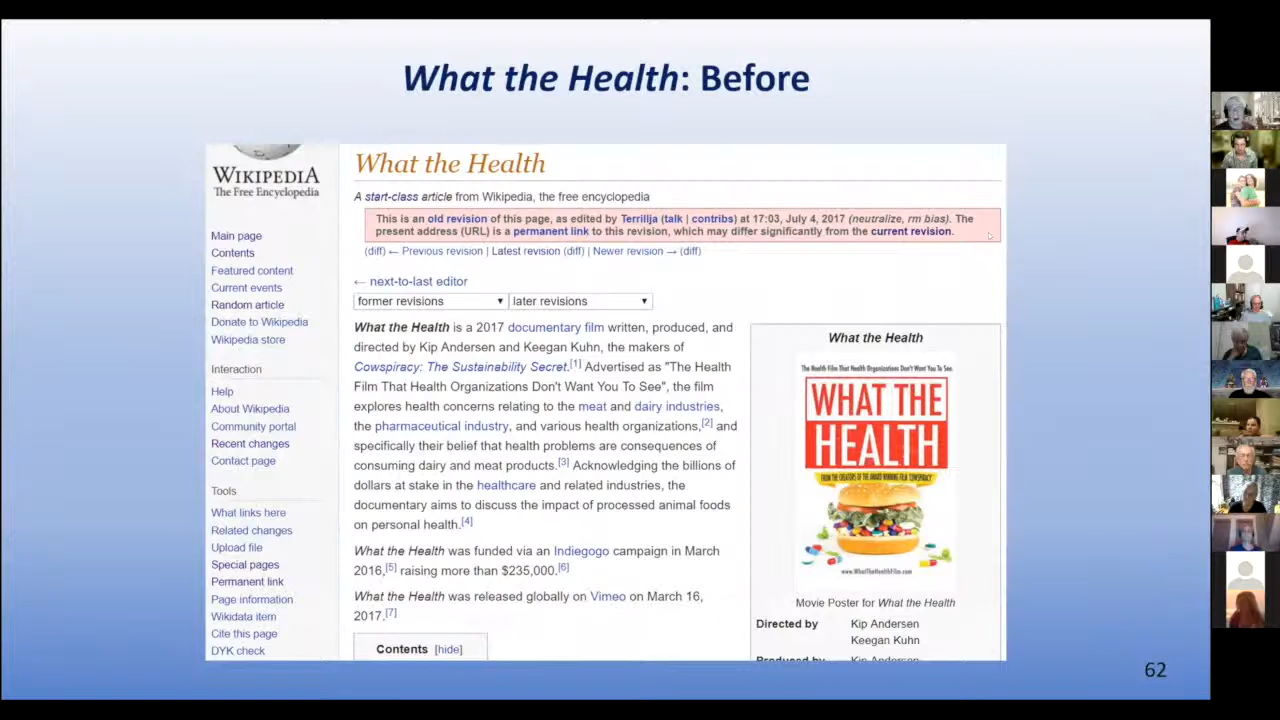 What the Health: Before
WIKIPEDIA
The Free Encyclopedia
Main page
Contents
Featured content
Current events
Random article
Donate to Wikipedia
Wikipedia store
Interaction
Help
About Wikipedia
Community portal
Recent changes
Contact page
Tools
What links here
Related changes
Upload file
Special pages
Permanent link
Page information
Wikidata item
Cite this page
DYK check
What the Health
A start-class article from Wikipedia, the free encyclopedia
This is an old revision of this page, as edited by Terrillja (talk | contribs) at 17:03, July 4, 2017 (neutralize, rm bias). The
present address (URL) is a permanent link to this revision, which may differ significantly from the current revision.
(diff) ← Previous revision | Latest revision (diff) | Newer revision → (diff)
← next-to-last editor
former revisions ▼ later revisions ▼
What the Health is a 2017 documentary film written, produced, and
directed by Kip Andersen and Keegan Kuhn, the makers of
Cowspiracy: The Sustainability Secret.[1] Advertised as "The Health
Film That Health Organizations Don't Want You To See", the film
explores health concerns relating to the meat and dairy industries,
the pharmaceutical industry, and various health organizations,[2] and
specifically their belief that health problems are consequences of
consuming dairy and meat products.[3] Acknowledging the billions of
dollars at stake in the healthcare and related industries, the
documentary aims to discuss the impact of processed animal foods
on personal health.[4]
What the Health was funded via an Indiegogo campaign in March
2016,[5] raising more than $235,000.[6]
What the Health was released globally on Vimeo on March 16,
2017.[7]
Contents [hide]
What the Health
The Health Film That Health Organizations Don't Want You To See.
WHAT THE
HEALTH
FROM THE CREATORS OF THE AWARD WINNING FILM 'COWSPIRACY'
www.WhatTheHealthFilm.com
Movie Poster for What the Health
Directed by Kip Andersen
Keegan Kuhn
Produced by Kip Andersen
62